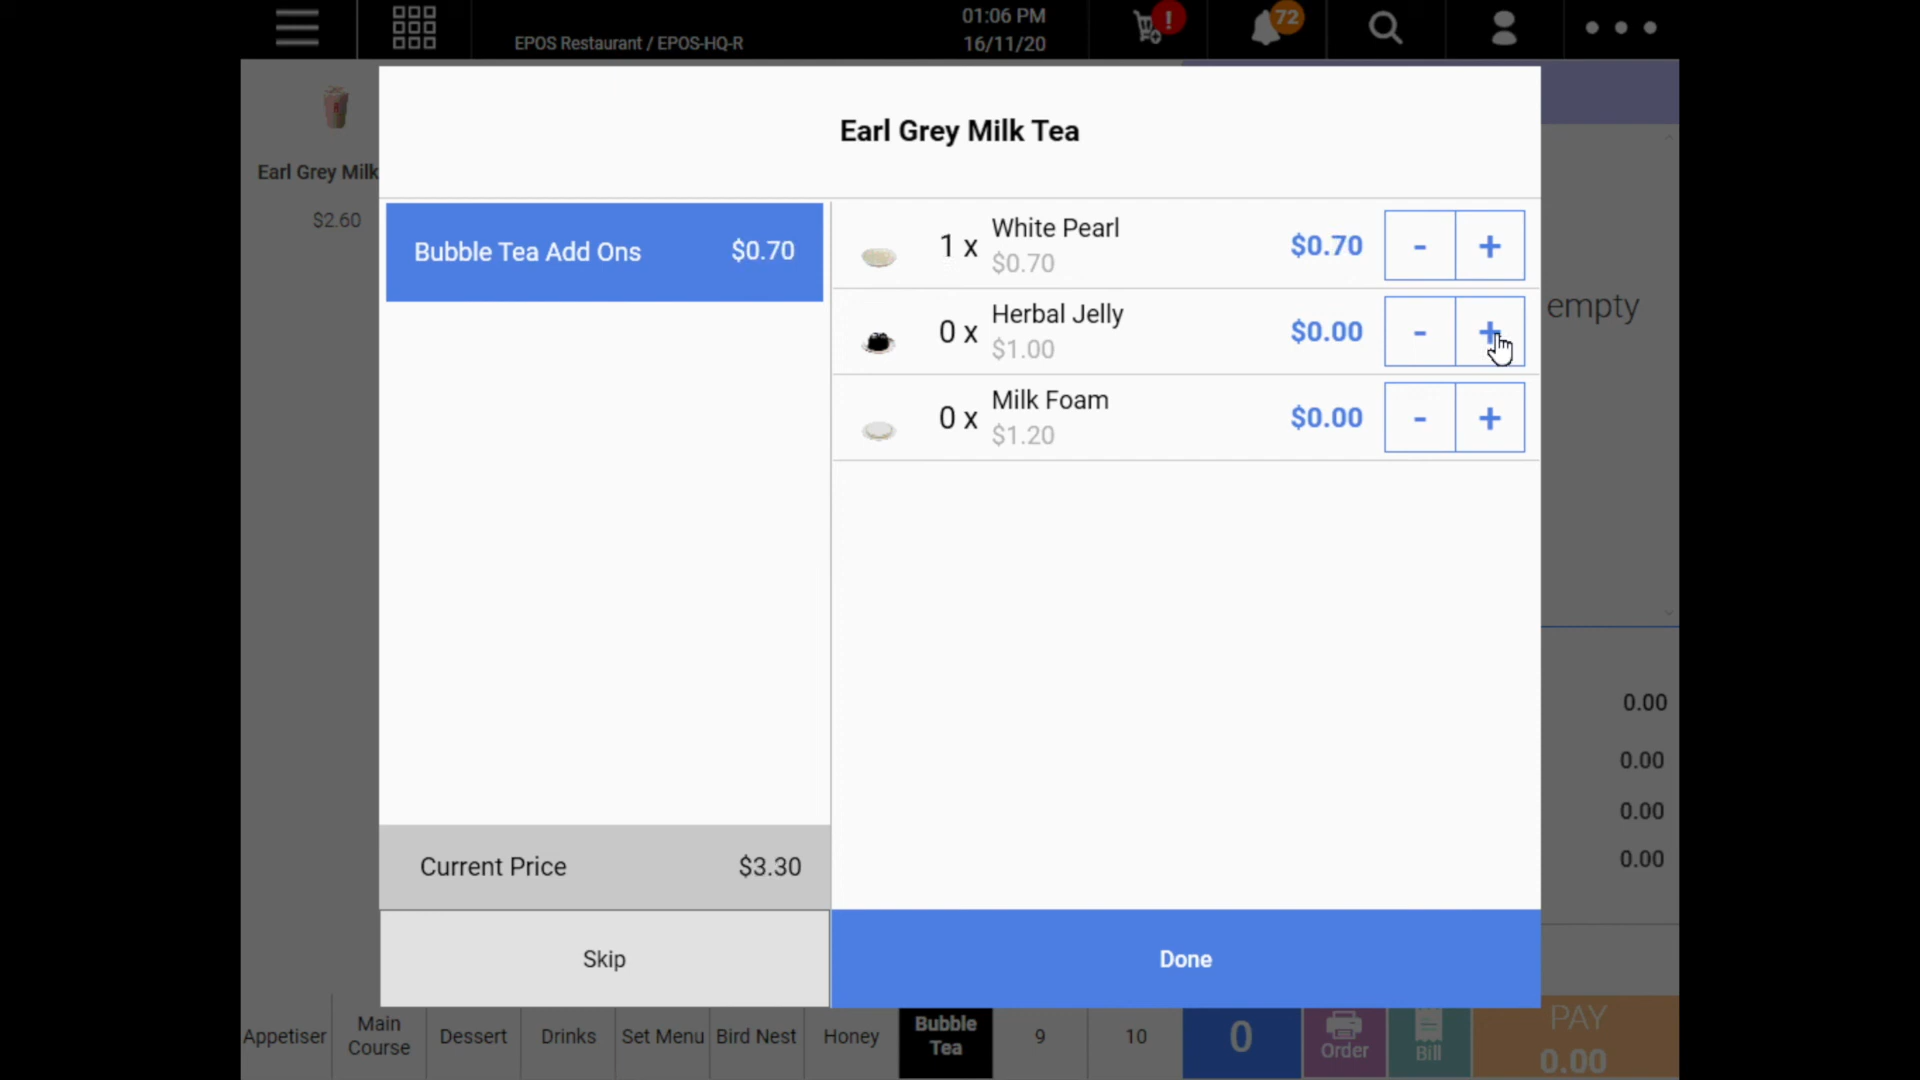 01:06 PM
EPOS Restaurant / EPOS-HQ-R
16/11/20
!
72
Earl Grey Milk Tea
Earl Grey Milk
$2.60
Bubble Tea Add Ons $0.70
1 x White Pearl $0.70 - +
$0.70
0 x Herbal Jelly $0.00 - +
$1.00
0 x Milk Foam $0.00 - +
$1.20
empty
0.00
0.00
0.00
0.00
Current Price $3.30
Skip
Done
Appetiser
Main
Course
Dessert
Drinks
Set Menu
Bird Nest
Honey
Bubble
Tea
9
10
0
Order
Bill
PAY
0.00